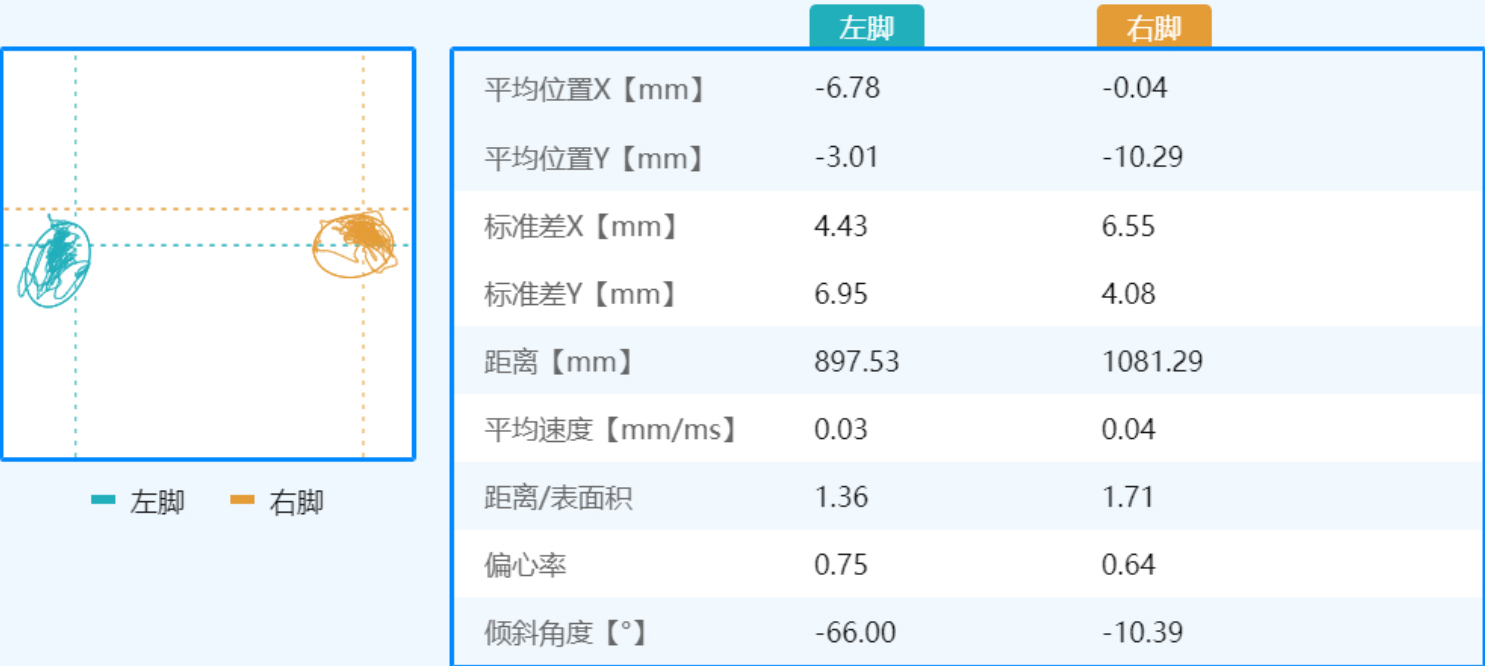 左脚 右脚
平均位置X【mm】 -6.78 -0.04
平均位置Y【mm】 -3.01 -10.29
标准差X【mm】 4.43 6.55
标准差Y【mm】 6.95 4.08
距离【mm】 897.53 1081.29
平均速度【mm/ms】 0.03 0.04
距离/表面积 1.36 1.71
偏心率 0.75 0.64
倾斜角度【°】 -66.00 -10.39
左脚 右脚